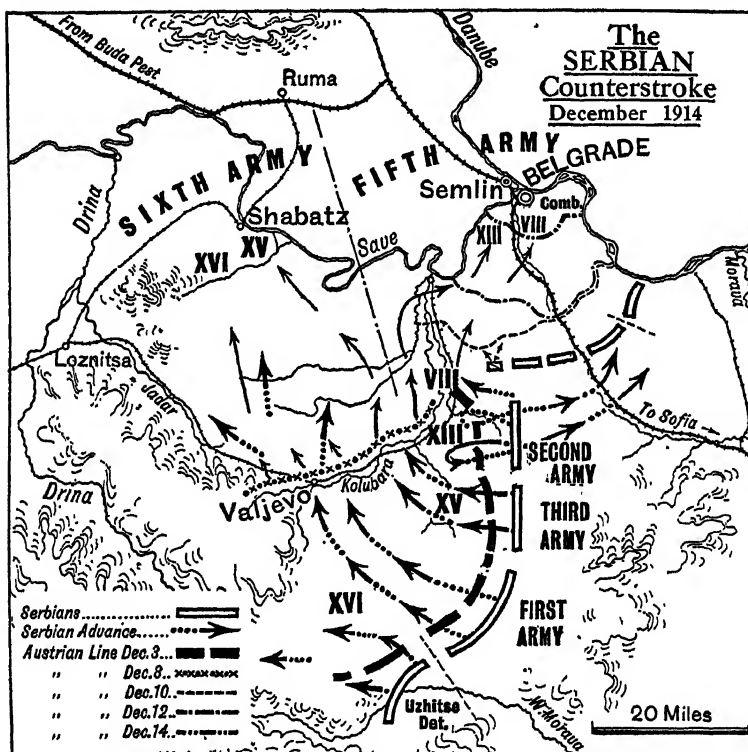 The
SERBIAN
Counterstroke
December 1914
From Buda Pest
Danube
Ruma
SIXTH ARMY
FIFTH ARMY
BELGRADE
Semlin
Comb.
Drina
Shabatz
XV
XVI
Save
XIII
VIII
Morava
Loznitsa
Jadar
VIII
XIII
To Sofia
SECOND
ARMY
Drina
Valjevo
Kolubara
XV
THIRD
ARMY
XVI
FIRST
ARMY
Uzhitse
Det.
W. Morava
20 Miles
Serbians
Serbian Advance
Austrian Line Dec.3
" " Dec.8
" " Dec.10
" " Dec.12
" " Dec.14